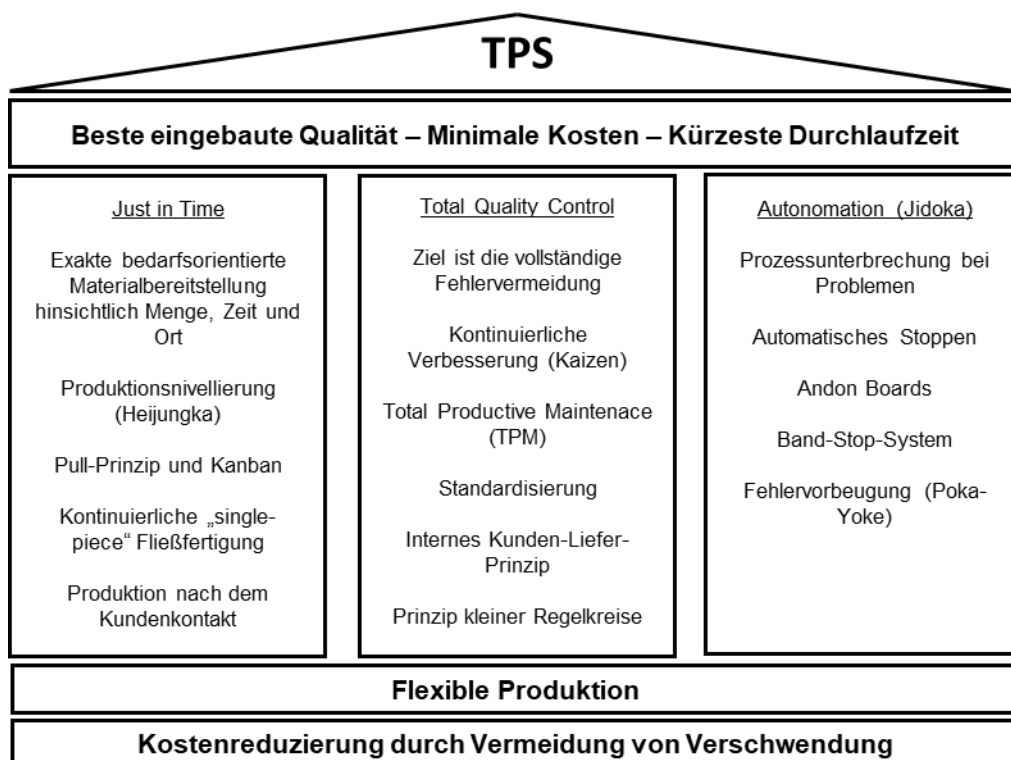 TPS
Beste eingebaute Qualität – Minimale Kosten – Kürzeste Durchlaufzeit
Just in Time
Exakte bedarfsorientierte
Materialbereitstellung
hinsichtlich Menge, Zeit und
Ort
Produktionsnivellierung
(Heijungka)
Pull-Prinzip und Kanban
Kontinuierliche „single-
piece“ Fließfertigung
Produktion nach dem
Kundenkontakt
Total Quality Control
Ziel ist die vollständige
Fehlervermeidung
Kontinuierliche
Verbesserung (Kaizen)
Total Productive Maintenace
(TPM)
Standardisierung
Internes Kunden-Liefer-
Prinzip
Prinzip kleiner Regelkreise
Autonomation (Jidoka)
Prozessunterbrechung bei
Problemen
Automatisches Stoppen
Andon Boards
Band-Stop-System
Fehlervorbeugung (Poka-
Yoke)
Flexible Produktion
Kostenreduzierung durch Vermeidung von Verschwendung